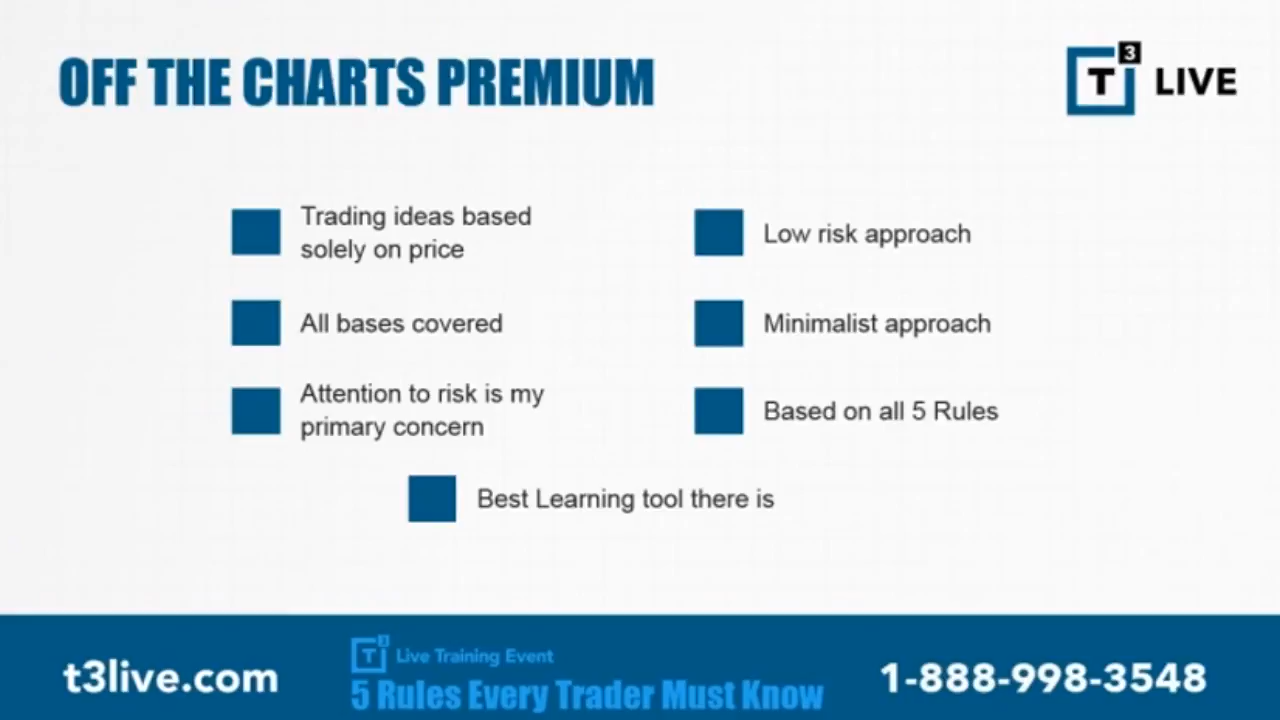 OFF THE CHARTS PREMIUM
T3 LIVE
Trading ideas based
solely on price
Low risk approach
All bases covered
Minimalist approach
Attention to risk is my
primary concern
Based on all 5 Rules
Best Learning tool there is
t3live.com
T3 Live Training Event
5 Rules Every Trader Must Know
1-888-998-3548